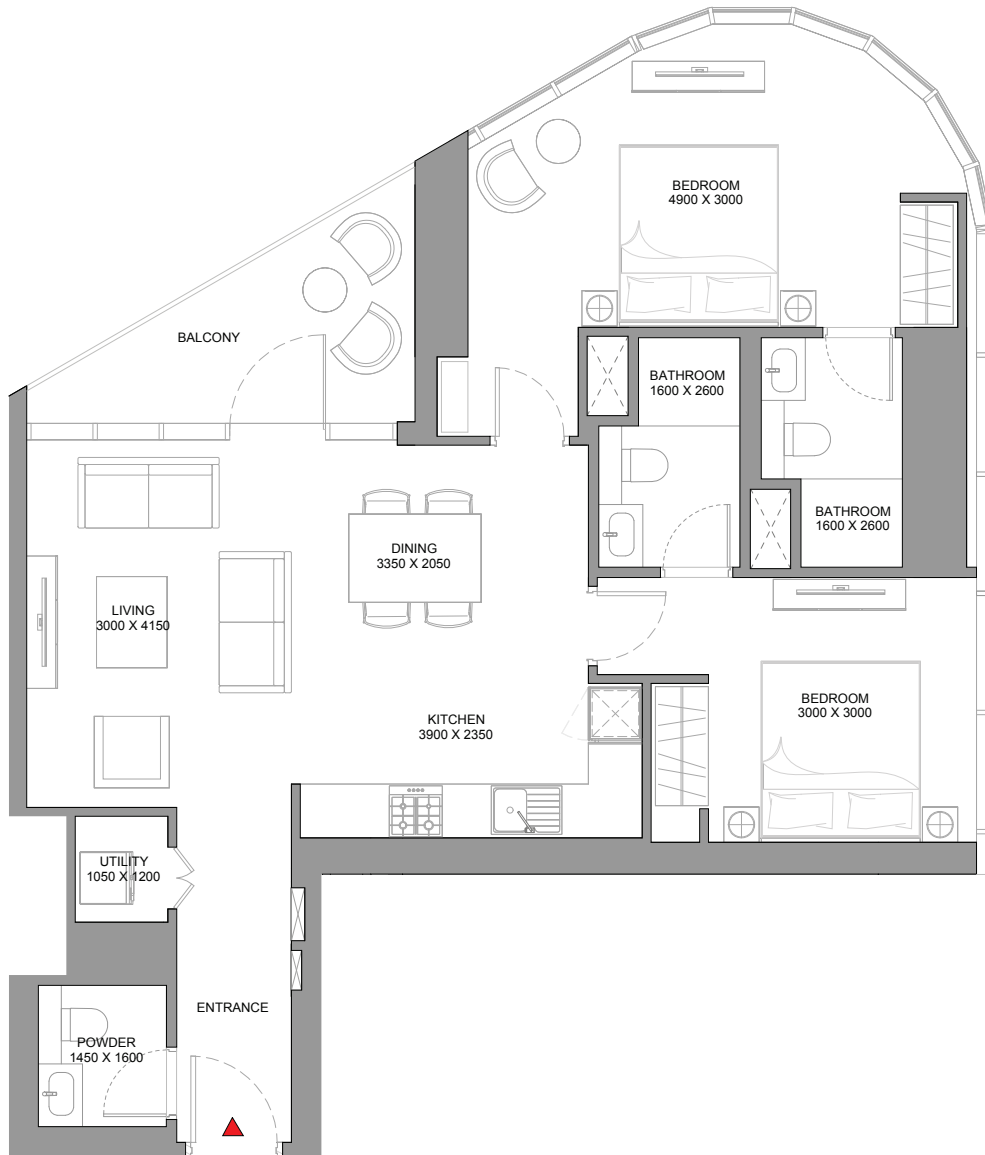 BEDROOM
4900 X 3000
BALCONY
BATHROOM
1600 X 2600
BATHROOM
1600 X 2600
DINING
3350 X 2050
LIVING
3000 X 4150
BEDROOM
3000 X 3000
KITCHEN
3900 X 2350
UTILITY
1050 X 1200
ENTRANCE
POWDER
1450 X 1600